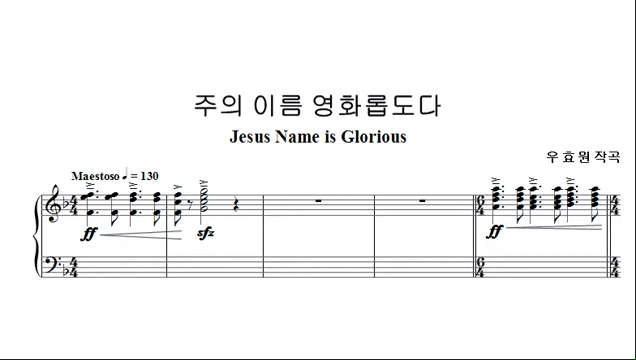 주의 이름 영화롭도다
Jesus Name is Glorious
우 효 원 작곡
Maestoso ♩ = 130
ff sfz ff